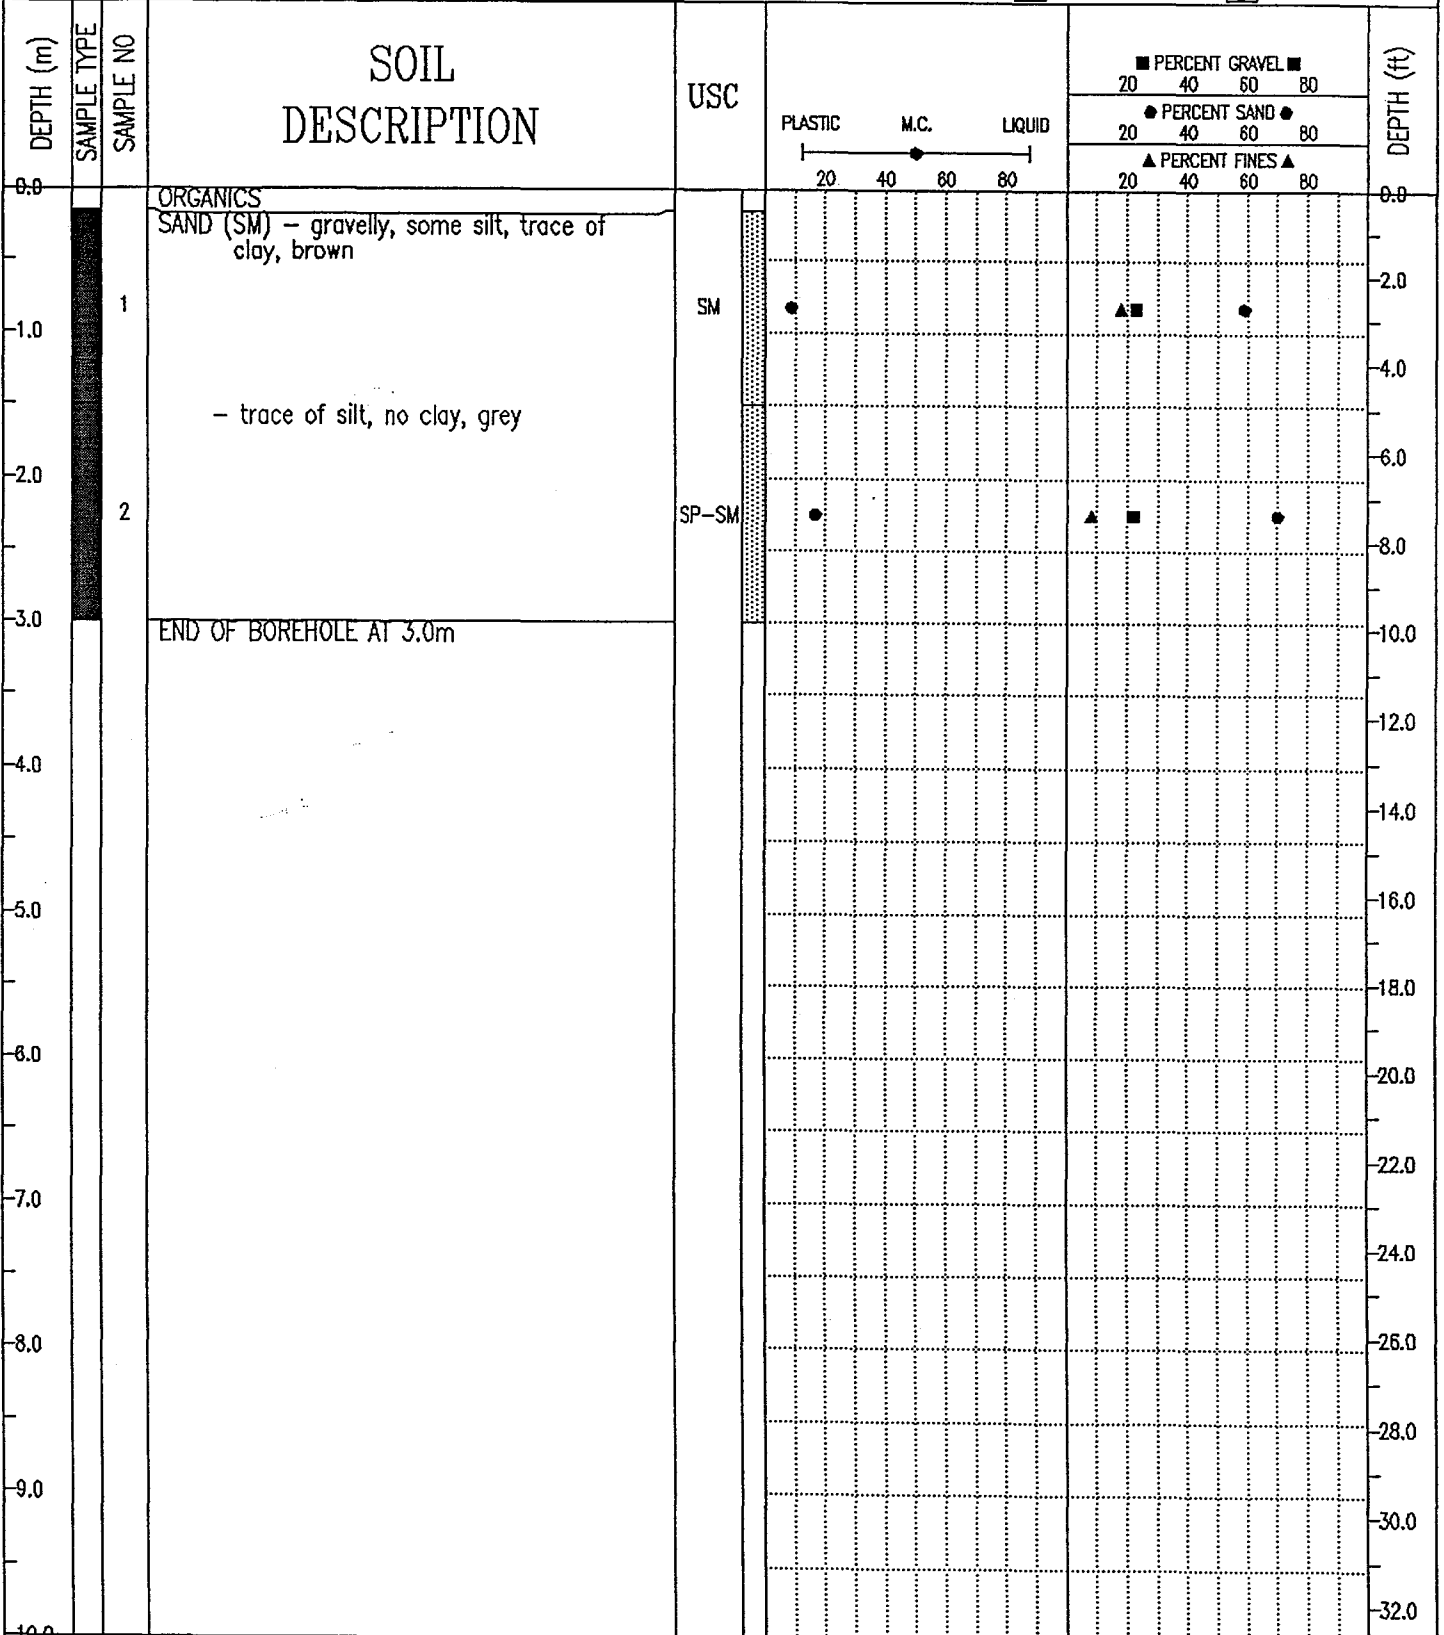 DEPTH (m)
SAMPLE TYPE
SAMPLE NO
SOIL
DESCRIPTION
USC
PLASTIC M.C. LIQUID
20 40 60 80
■ PERCENT GRAVEL ■
20 40 60 80
● PERCENT SAND ●
20 40 60 80
▲ PERCENT FINES ▲
20 40 60 80
DEPTH (ft)
0.0
ORGANICS
0.0
SAND (SM) – gravelly, some silt, trace of
clay, brown
2.0
1
SM
1.0
4.0
– trace of silt, no clay, grey
6.0
2.0
2
SP–SM
8.0
3.0
END OF BOREHOLE AT 3.0m
10.0
12.0
4.0
14.0
16.0
5.0
18.0
6.0
20.0
22.0
7.0
24.0
8.0
26.0
28.0
9.0
30.0
32.0
10.0